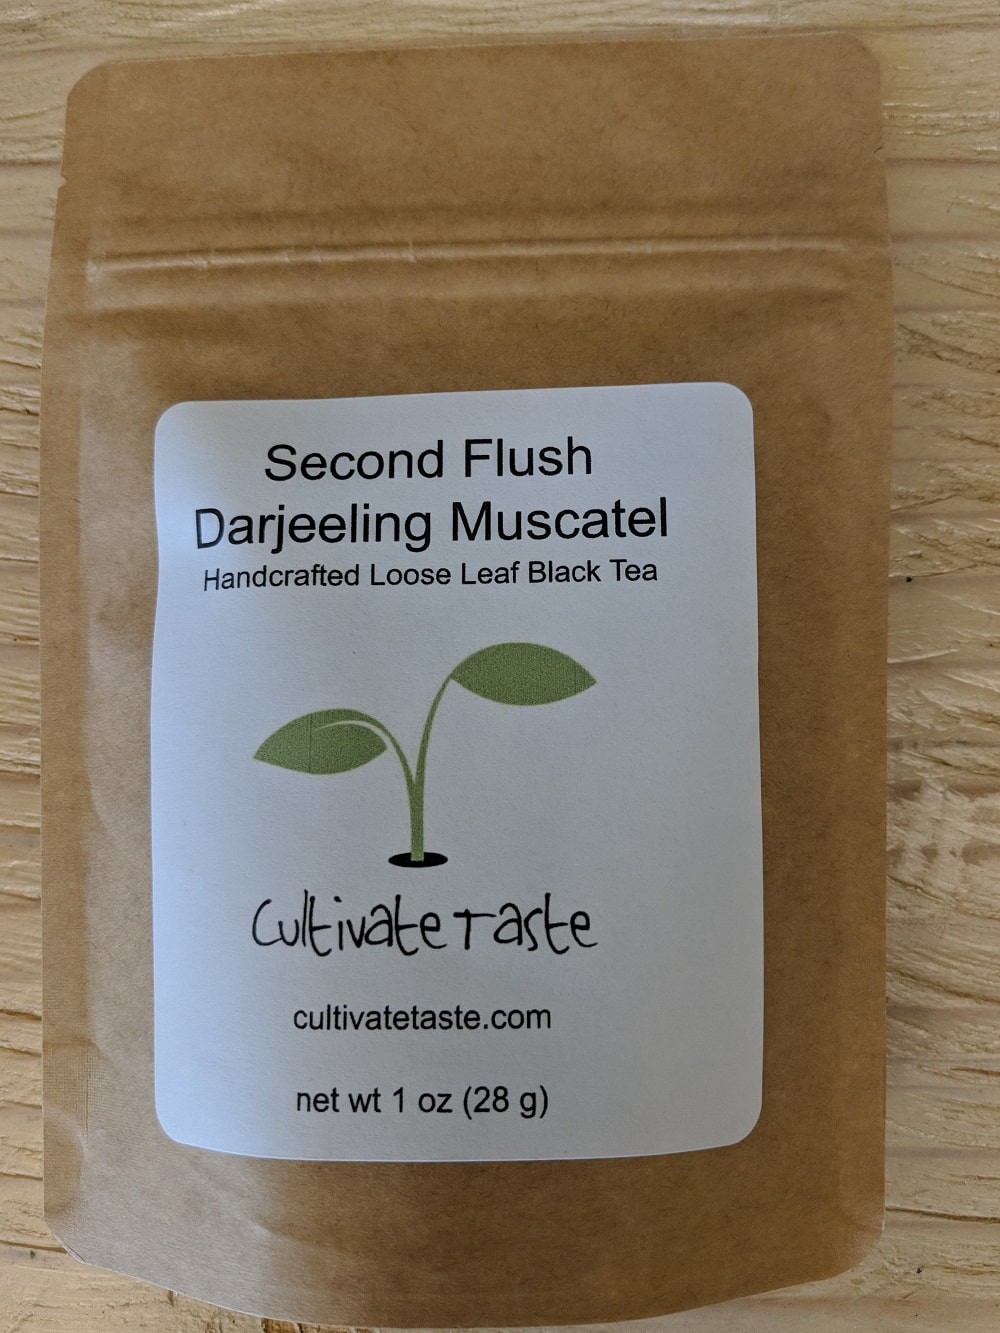 Second Flush
Darjeeling Muscatel
Handcrafted Loose Leaf Black Tea
Cultivate Taste
cultivatetaste.com
net wt 1 oz (28 g)